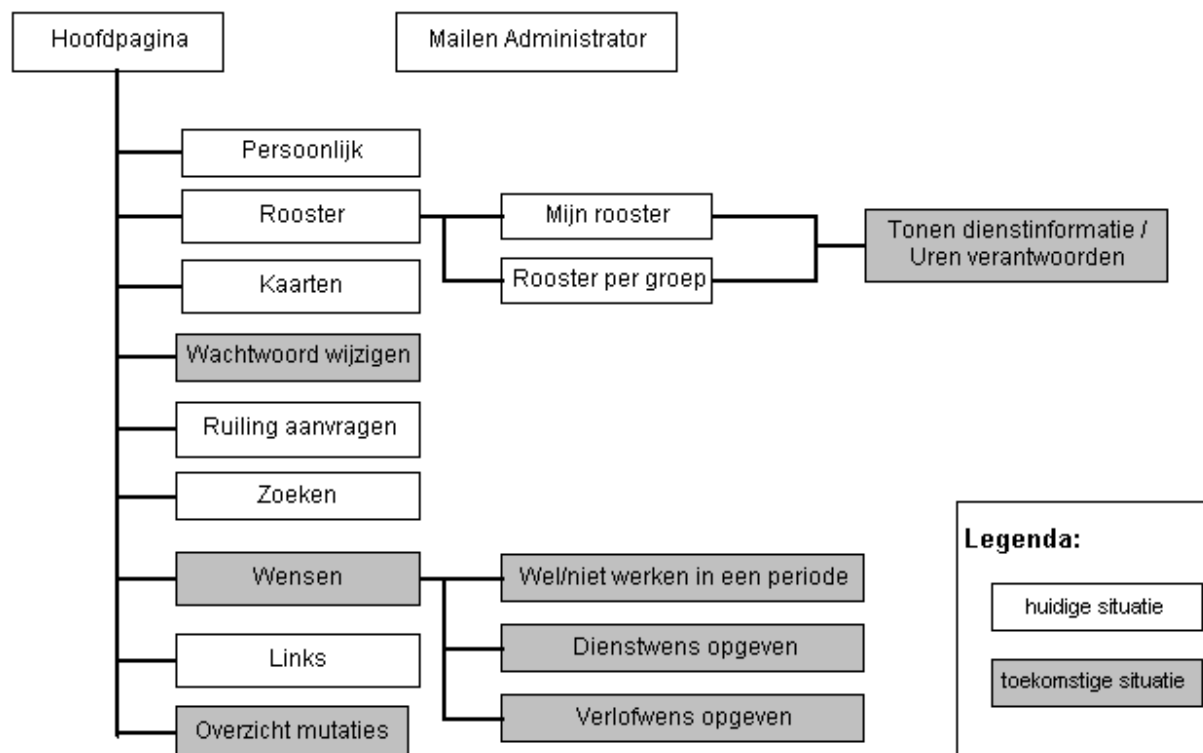 Hoofdpagina
Mailen Administrator
Persoonlijk
Rooster
Mijn rooster
Tonen dienstinformatie /
Uren verantwoorden
Rooster per groep
Kaarten
Wachtwoord wijzigen
Ruiling aanvragen
Zoeken
Wensen
Wel/niet werken in een periode
Dienstwens opgeven
Verlofwens opgeven
Links
Overzicht mutaties
Legenda:
huidige situatie
toekomstige situatie